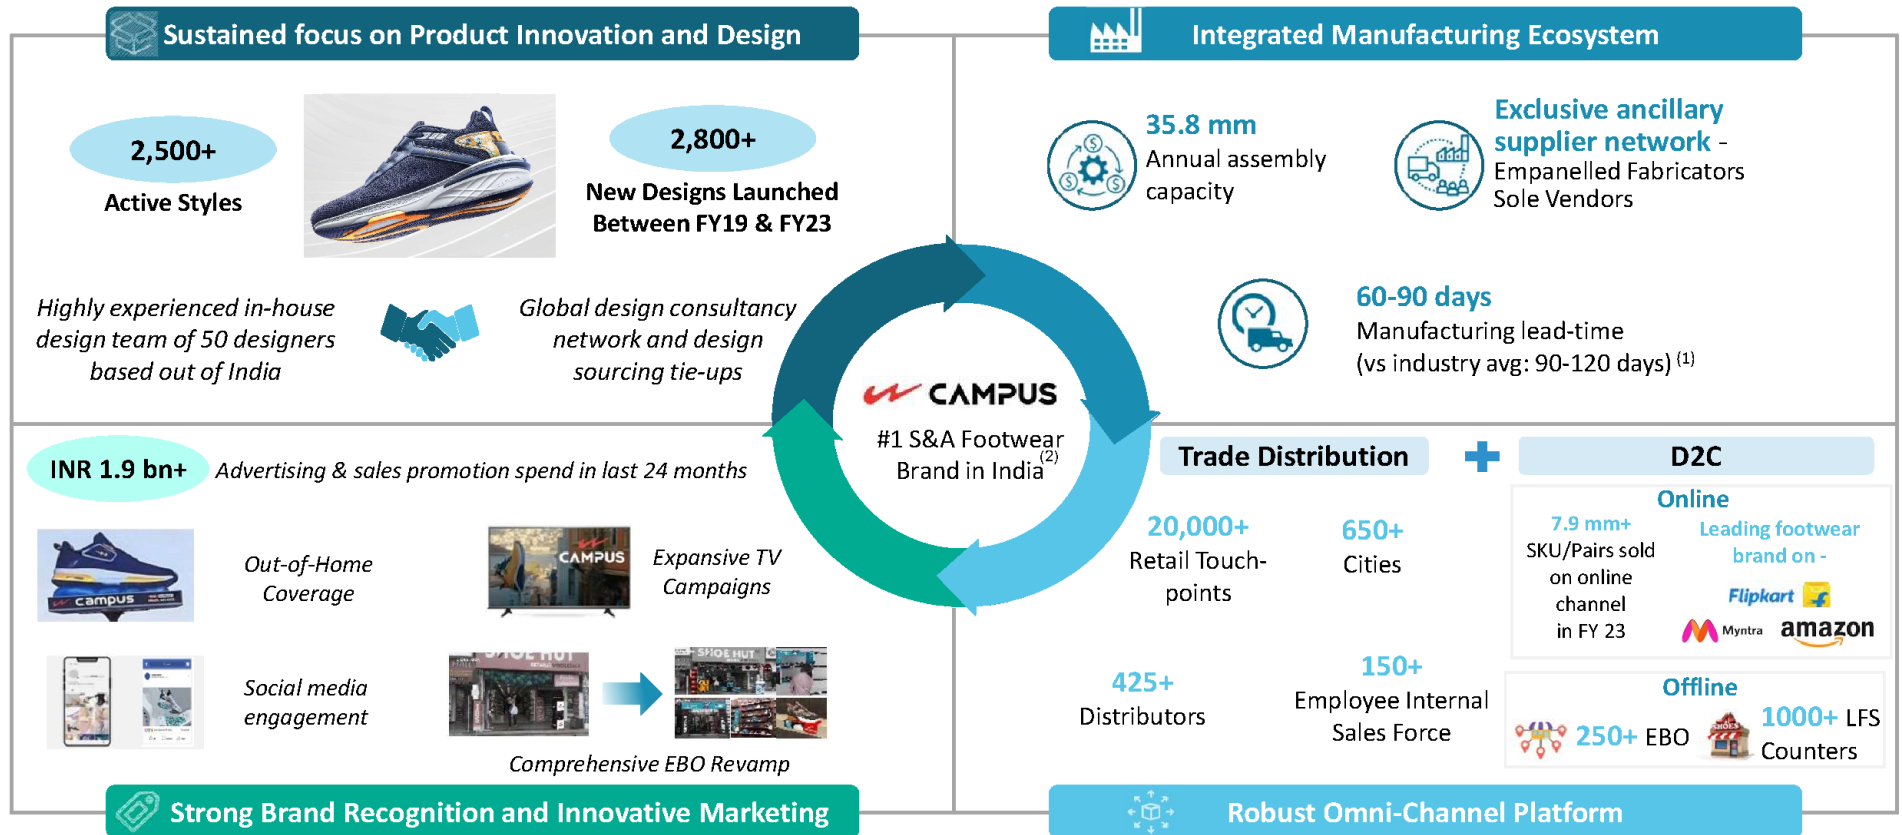 Sustained focus on Product Innovation and Design
2,500+
Active Styles
2,800+
New Designs Launched
Between FY19 & FY23
Highly experienced in-house
design team of 50 designers
based out of India
Global design consultancy
network and design
sourcing tie-ups
Integrated Manufacturing Ecosystem
35.8 mm
Annual assembly
capacity
Exclusive ancillary
supplier network -
Empanelled Fabricators
Sole Vendors
60-90 days
Manufacturing lead-time
(vs industry avg: 90-120 days) (1)
CAMPUS
#1 S&A Footwear
Brand in India(2)
INR 1.9 bn+
Advertising & sales promotion spend in last 24 months
campus
Out-of-Home
Coverage
CAMPUS
Expansive TV
Campaigns
Social media
engagement
SHOE HUT
SHOE HUT
Comprehensive EBO Revamp
Strong Brand Recognition and Innovative Marketing
Trade Distribution
20,000+
Retail Touch-
points
650+
Cities
425+
Distributors
150+
Employee Internal
Sales Force
D2C
Online
7.9 mm+
SKU/Pairs sold
on online
channel
in FY 23
Leading footwear
brand on -
Flipkart
Myntra
amazon
Offline
250+ EBO
SHOES
1000+ LFS
Counters
Robust Omni-Channel Platform